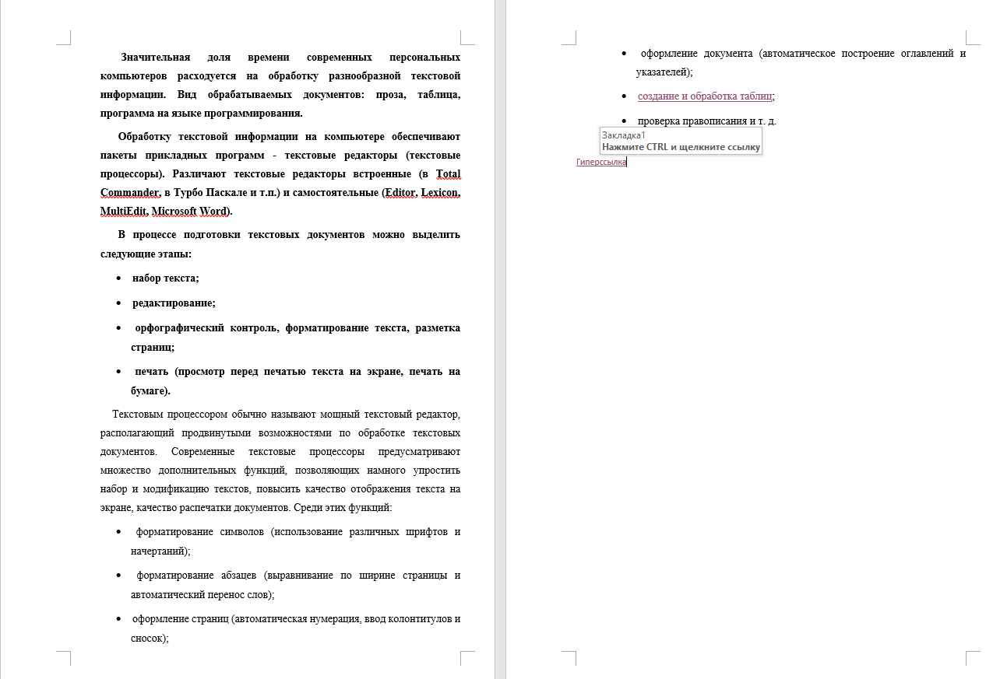 Значительная доля времени современных персональных
компьютеров расходуется на обработку разнообразной текстовой
информации. Вид обрабатываемых документов: проза, таблица,
программа на языке программирования.
Обработку текстовой информации на компьютере обеспечивают
пакеты прикладных программ - текстовые редакторы (текстовые
процессоры). Различают текстовые редакторы встроенные (в Total
Commander, в Турбо Паскале и т.п.) и самостоятельные (Editor, Lexicon,
MultiEdit, Microsoft Word).
В процессе подготовки текстовых документов можно выделить
следующие этапы:
• набор текста;
• редактирование;
• орфографический контроль, форматирование текста, разметка
страниц;
• печать (просмотр перед печатью текста на экране, печать на
бумаге).
Текстовым процессором обычно называют мощный текстовый редактор,
располагающий продвинутыми возможностями по обработке текстовых
документов. Современные текстовые процессоры предусматривают
множество дополнительных функций, позволяющих намного упростить
набор и модификацию текстов, повысить качество отображения текста на
экране, качество распечатки документов. Среди этих функций:
• форматирование символов (использование различных шрифтов и
начертаний);
• форматирование абзацев (выравнивание по ширине страницы и
автоматический перенос слов);
• оформление страниц (автоматическая нумерация, ввод колонтитулов и
сносок);
• оформление документа (автоматическое построение оглавлений и
указателей);
• создание и обработка таблиц;
• проверка правописания и т. д.
Закладка1
Нажмите CTRL и щелкните ссылку
Гиперссылка